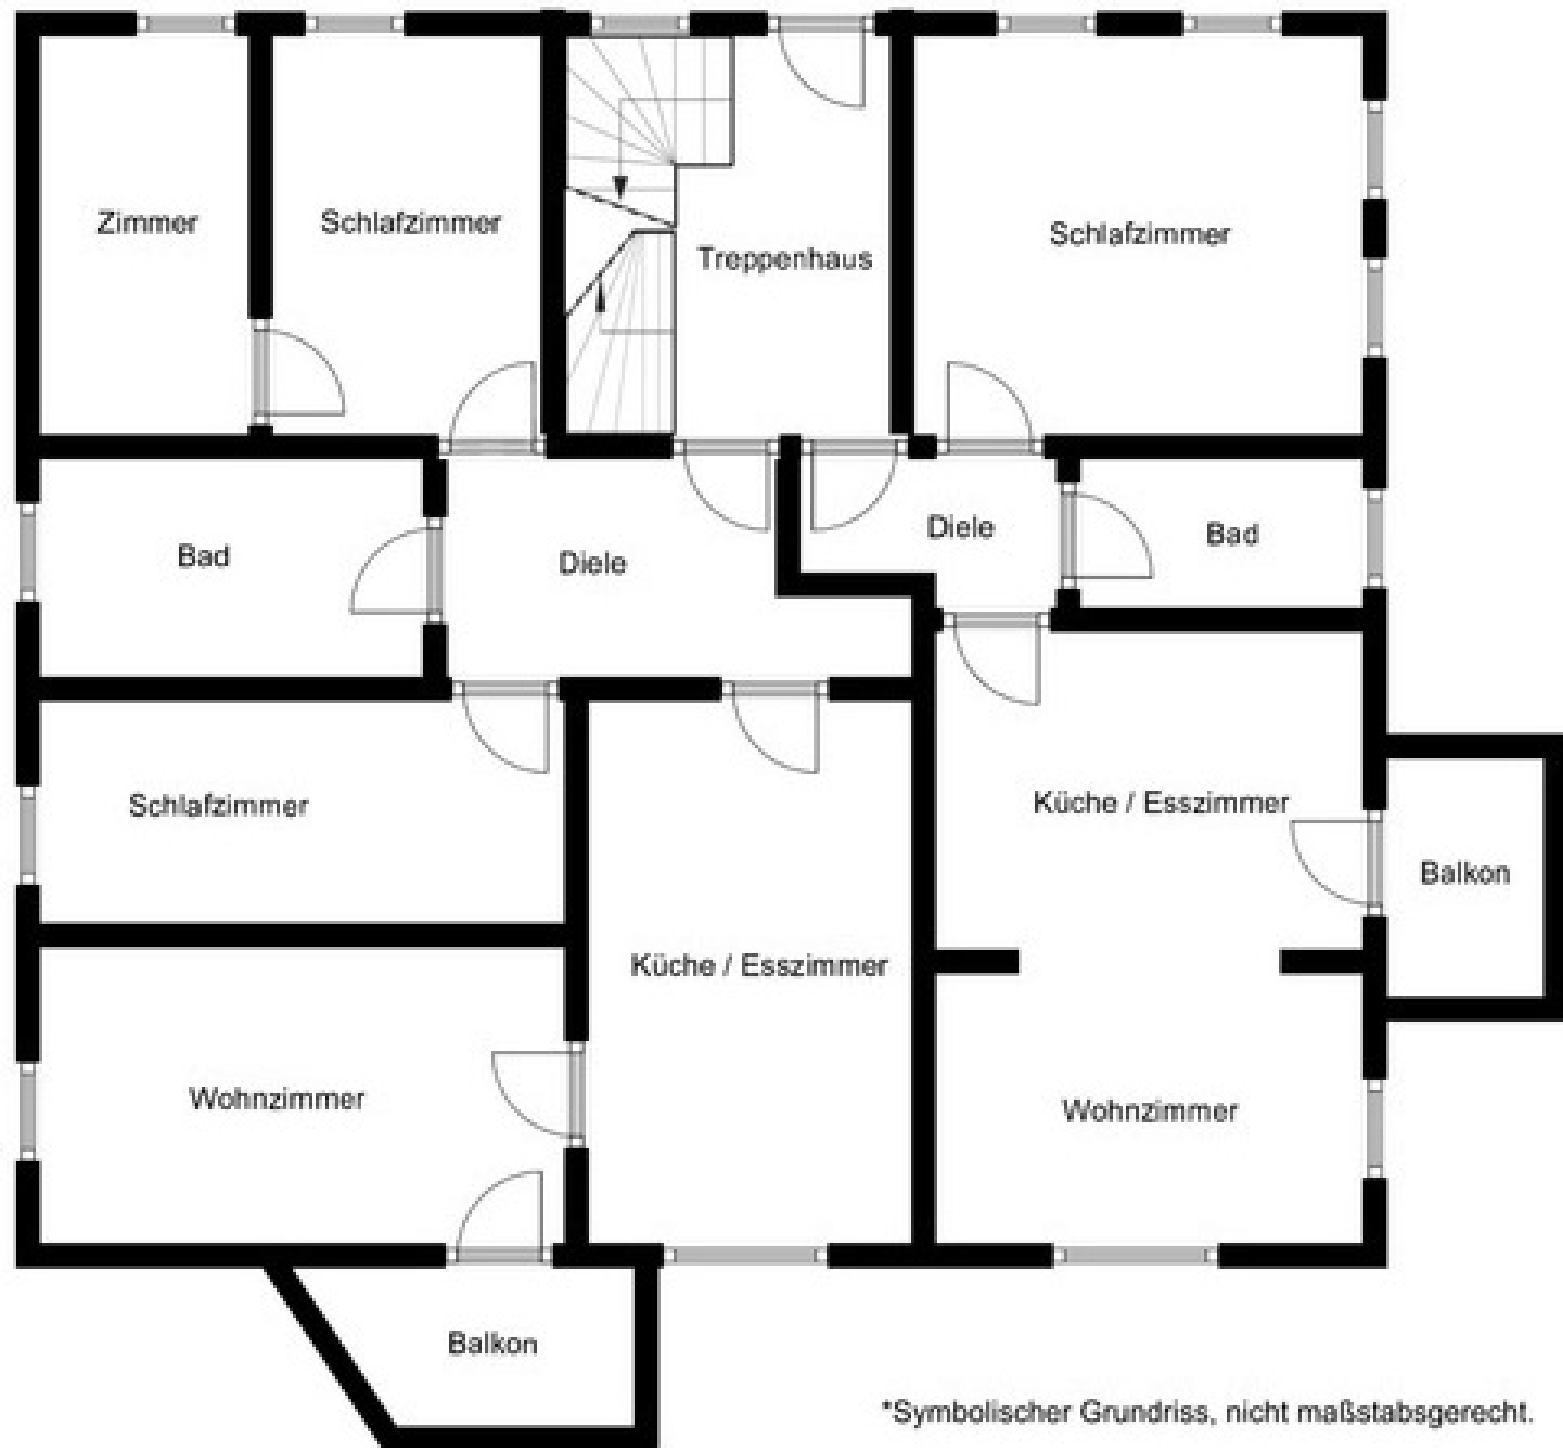 Zimmer
Schlafzimmer
Treppenhaus
Schlafzimmer
Bad
Diele
Diele
Bad
Schlafzimmer
Küche / Esszimmer
Balkon
Küche / Esszimmer
Wohnzimmer
Wohnzimmer
Balkon
*Symbolischer Grundriss, nicht maßstabsgerecht.